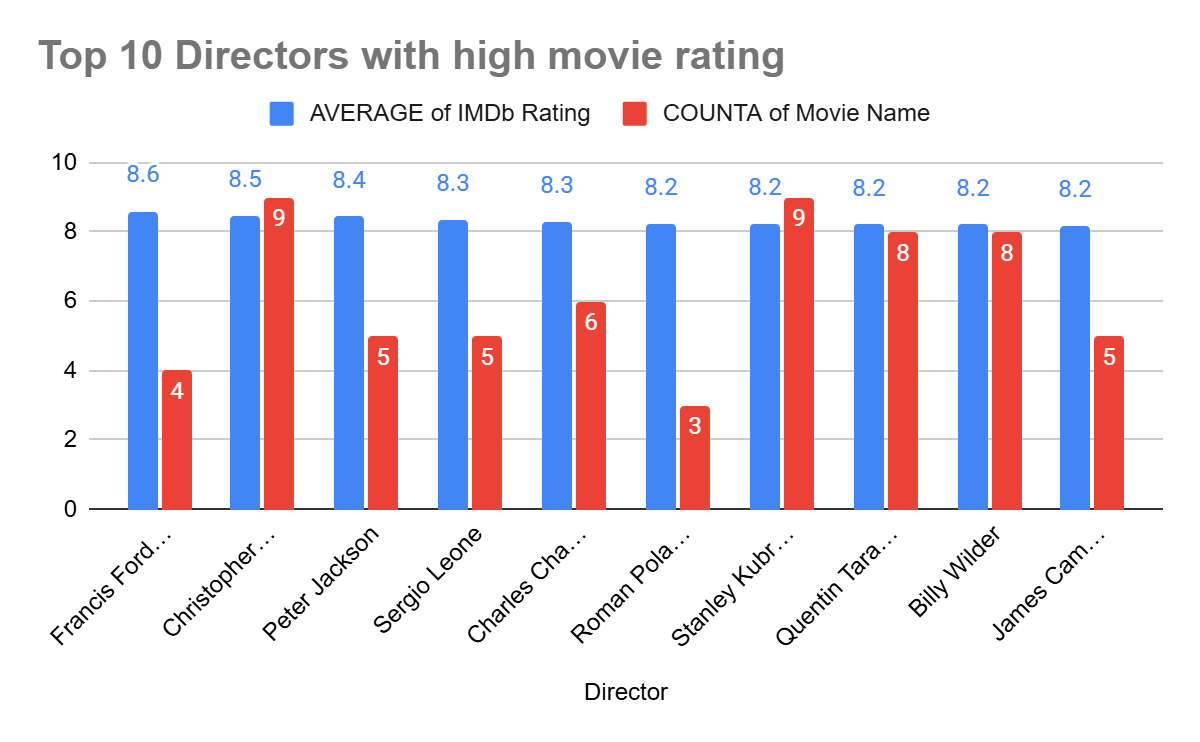 Top 10 Directors with high movie rating
AVERAGE of IMDb Rating COUNTA of Movie Name
10
8
6
4
2
0
8.6 8.5 8.4 8.3 8.3 8.2 8.2 8.2 8.2 8.2
4 9 5 5 6 3 9 8 8 5
Francis Ford…
Christopher…
Peter Jackson
Sergio Leone
Charles Cha…
Roman Pola…
Stanley Kubr…
Quentin Tara…
Billy Wilder
James Cam…
Director